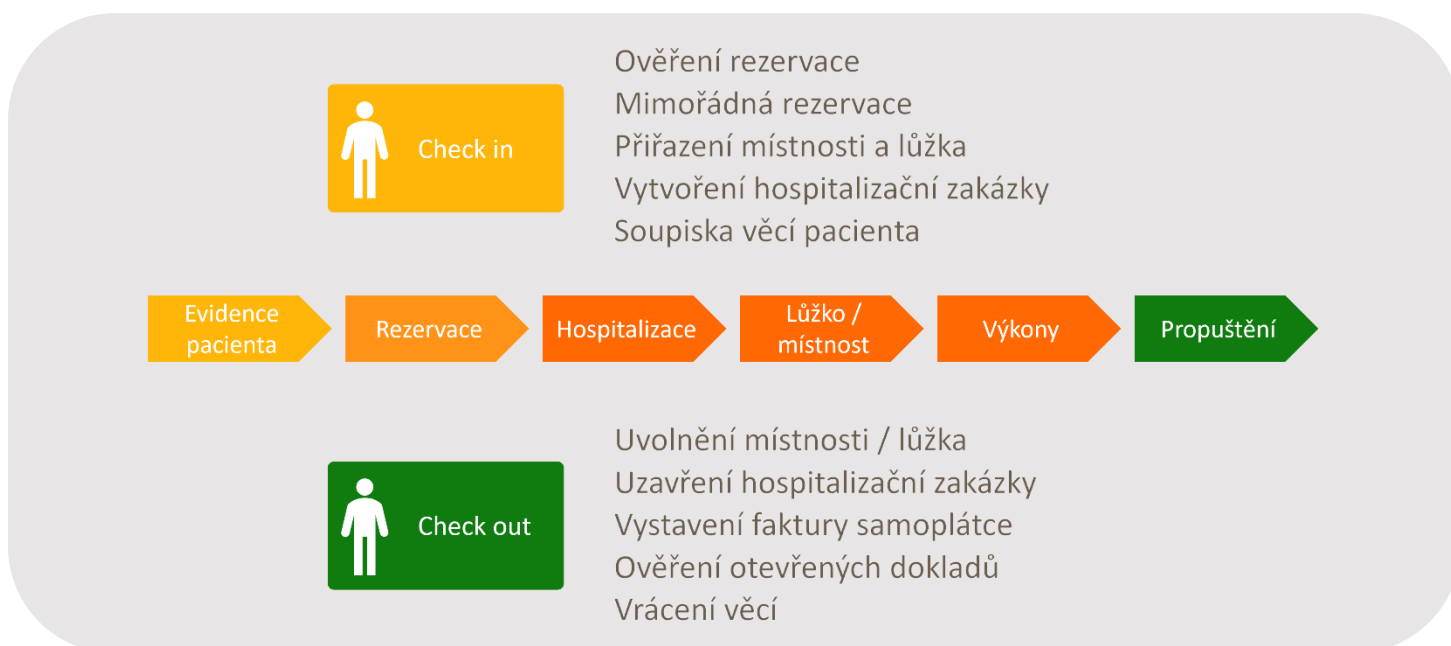 Check in
Ověření rezervace
Mimořádná rezervace
Přiřazení místnosti a lůžka
Vytvoření hospitalizační zakázky
Soupiska věcí pacienta
Evidence
pacienta
Rezervace
Hospitalizace
Lůžko /
místnost
Výkony
Propuštění
Check out
Uvolnění místnosti / lůžka
Uzavření hospitalizační zakázky
Vystavení faktury samoplátce
Ověření otevřených dokladů
Vrácení věcí